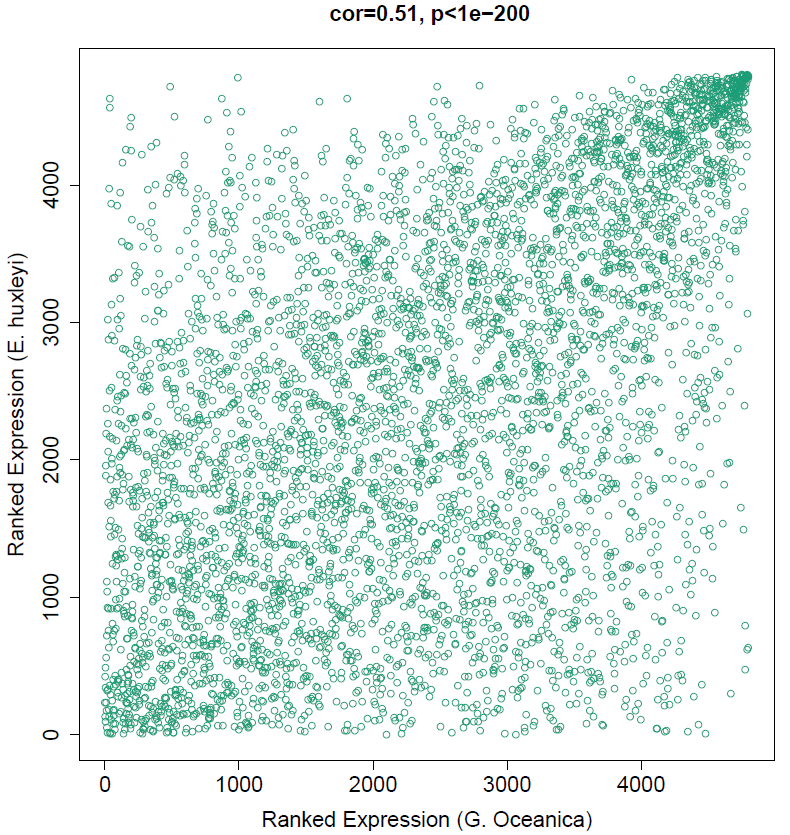 cor=0.51, p<1e−200
Ranked Expression (E. huxleyi)
4000
3000
2000
1000
0
0 1000 2000 3000 4000
Ranked Expression (G. Oceanica)